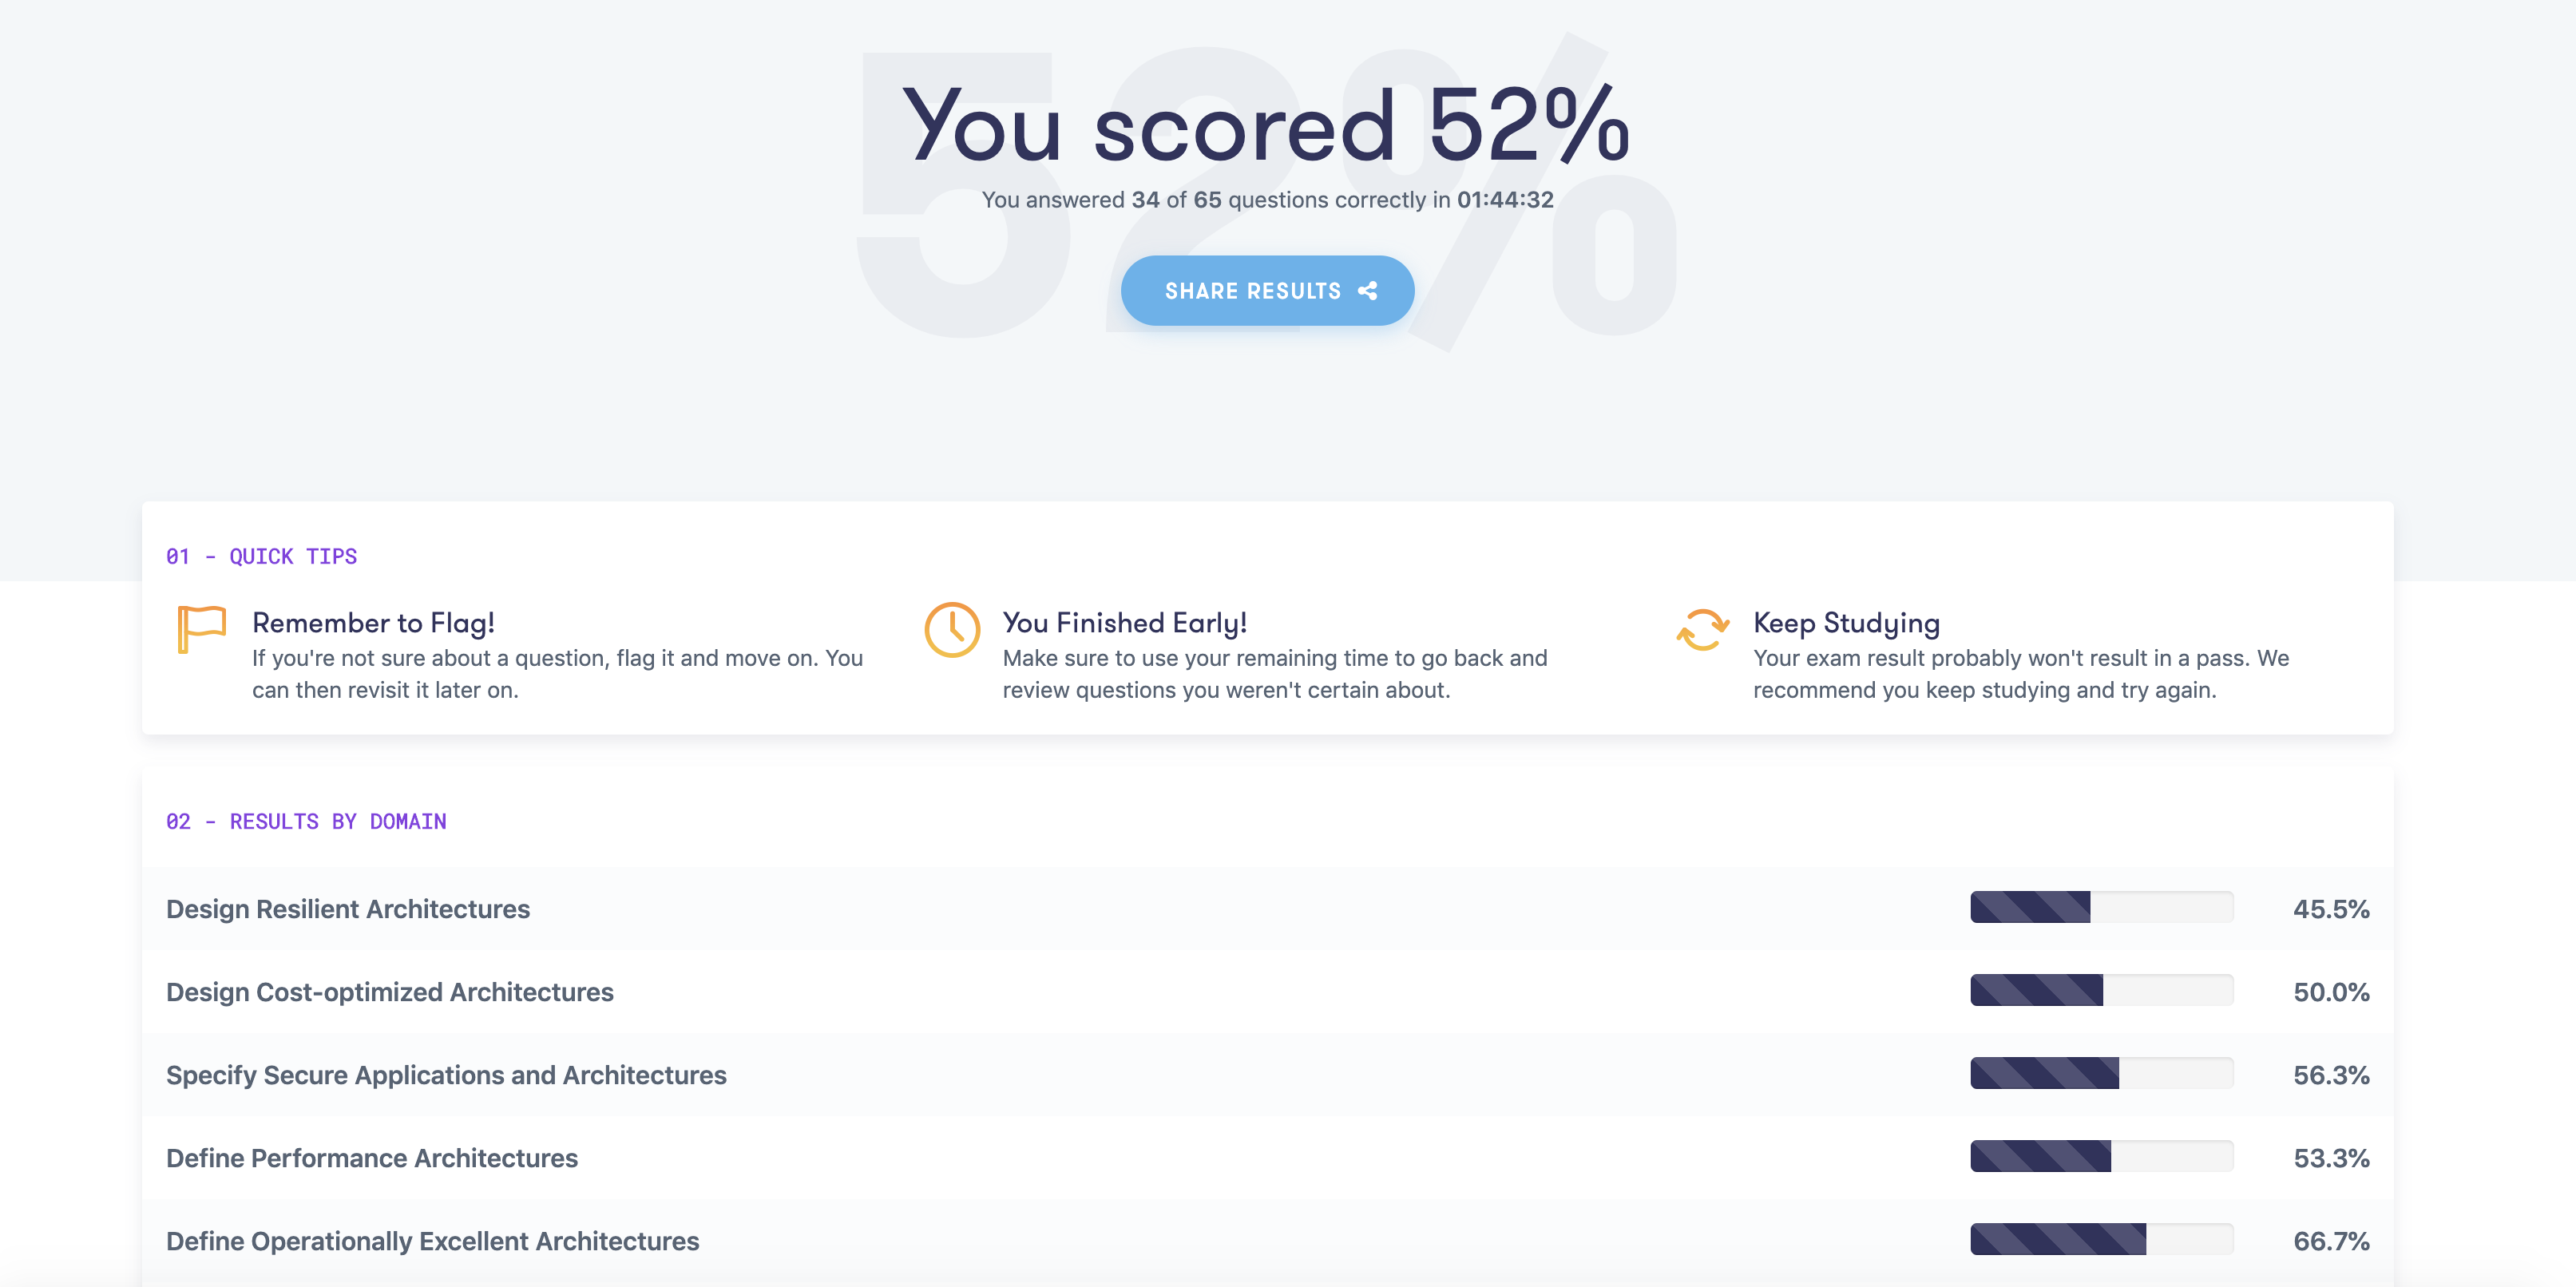 52%
You scored 52%
You answered 34 of 65 questions correctly in 01:44:32
SHARE RESULTS
01 - QUICK TIPS
Remember to Flag!
If you're not sure about a question, flag it and move on. You
can then revisit it later on.
You Finished Early!
Make sure to use your remaining time to go back and
review questions you weren't certain about.
Keep Studying
Your exam result probably won't result in a pass. We
recommend you keep studying and try again.
02 - RESULTS BY DOMAIN
Design Resilient Architectures 45.5%
Design Cost-optimized Architectures 50.0%
Specify Secure Applications and Architectures 56.3%
Define Performance Architectures 53.3%
Define Operationally Excellent Architectures 66.7%